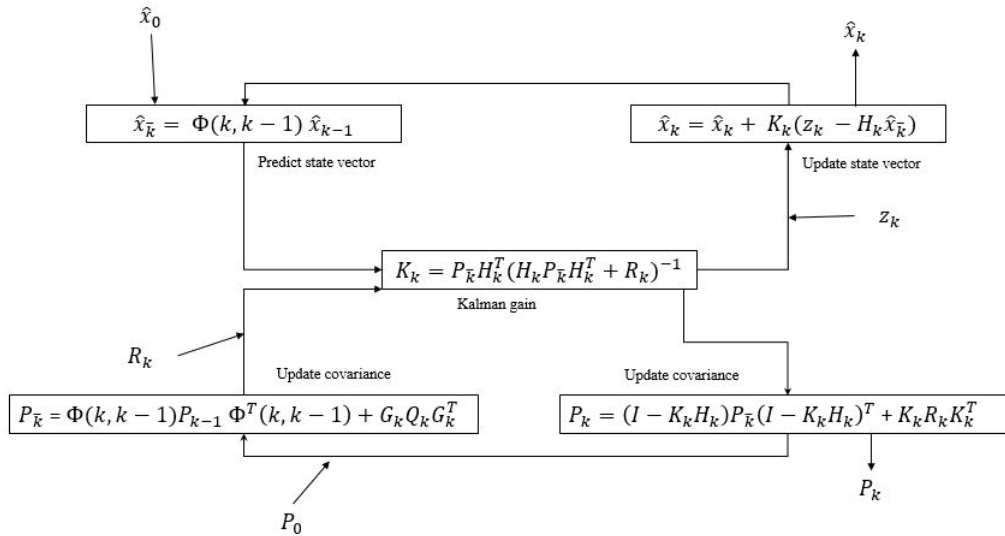 x̂₀
x̂ₖ
x̂ₖ̄ = Φ(k, k − 1) x̂ₖ₋₁
x̂ₖ = x̂ₖ + Kₖ(zₖ − Hₖx̂ₖ̄)
Predict state vector
Update state vector
zₖ
Kₖ = Pₖ̄Hₖᵀ(HₖPₖ̄Hₖᵀ + Rₖ)⁻¹
Kalman gain
Rₖ
Update covariance
Update covariance
Pₖ̄ = Φ(k, k − 1)Pₖ₋₁ Φᵀ(k, k − 1) + GₖQₖGₖᵀ
Pₖ = (I − KₖHₖ)Pₖ̄(I − KₖHₖ)ᵀ + KₖRₖKₖᵀ
Pₖ
P₀